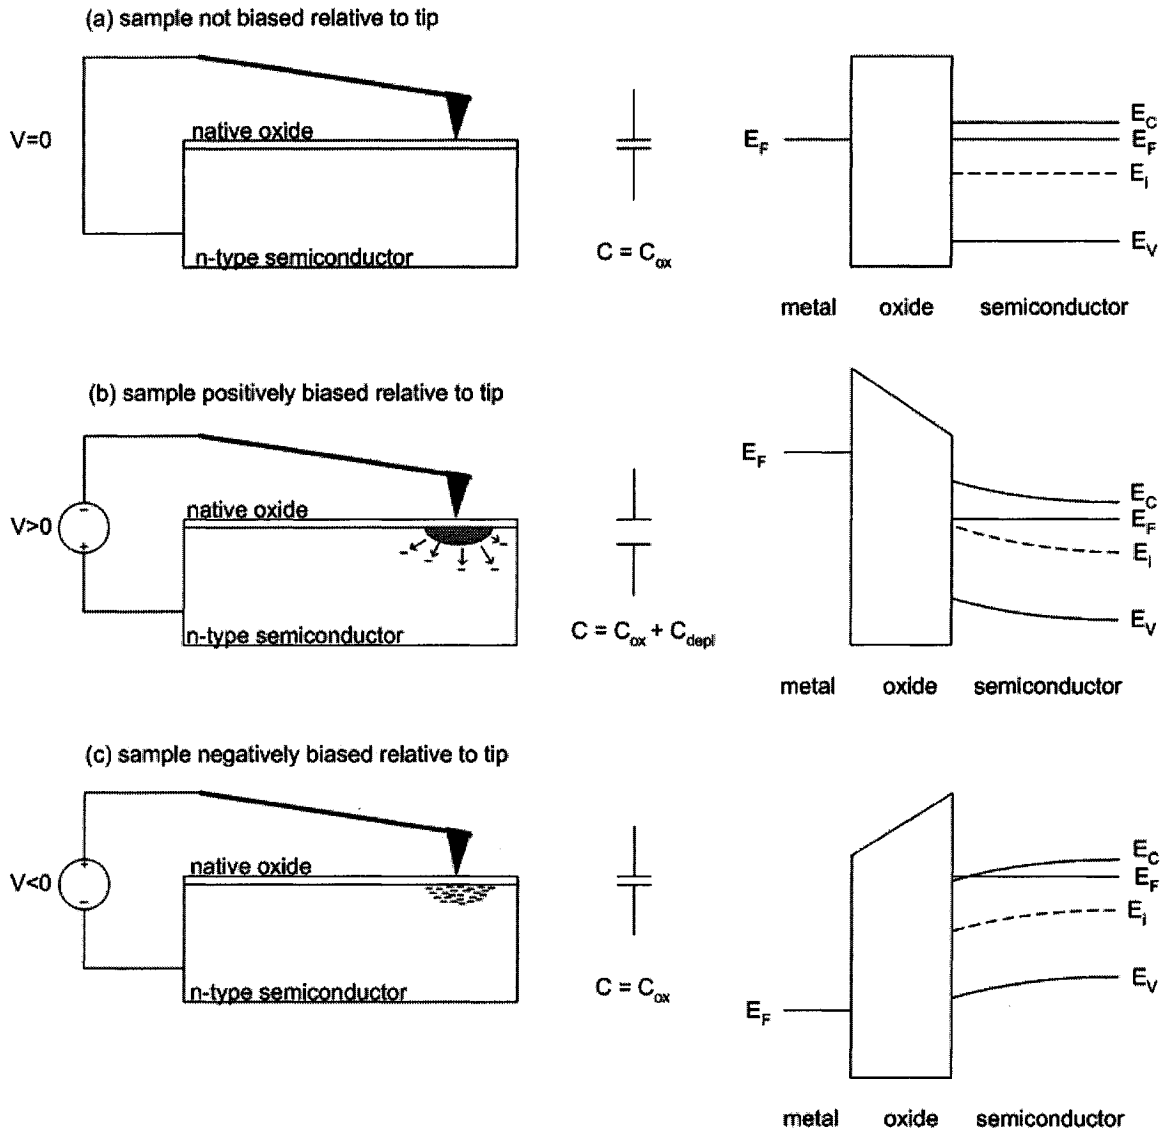 (a) sample not biased relative to tip
V=0
native oxide
n-type semiconductor
C = C_ox
E_F
E_C
E_F
E_i
E_V
metal oxide semiconductor
(b) sample positively biased relative to tip
V>0
-
+
native oxide
- - - - -
n-type semiconductor
C = C_ox + C_depl
E_F
E_C
E_F
E_i
E_V
metal oxide semiconductor
(c) sample negatively biased relative to tip
V<0
+
-
native oxide
n-type semiconductor
C = C_ox
E_F
E_C
E_F
E_i
E_V
metal oxide semiconductor